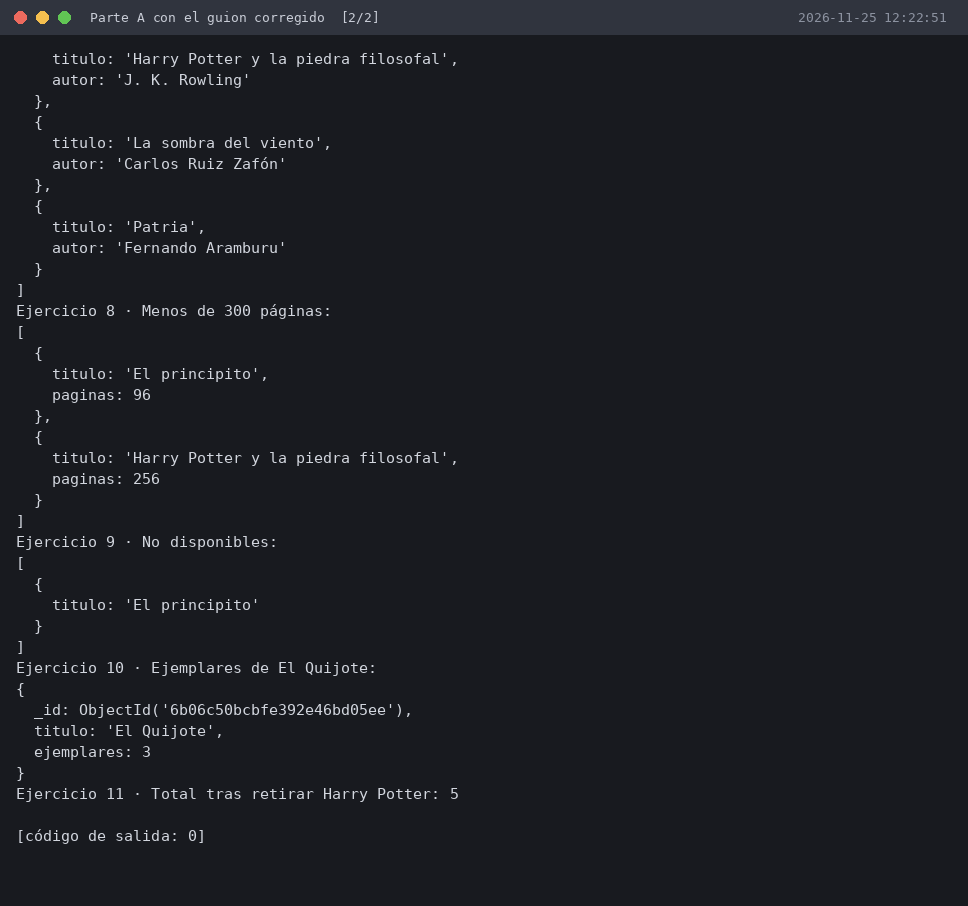 Parte A con el guion corregido [2/2]
2026-11-25 12:22:51
    titulo: 'Harry Potter y la piedra filosofal',
    autor: 'J. K. Rowling'
  },
  {
    titulo: 'La sombra del viento',
    autor: 'Carlos Ruiz Zafón'
  },
  {
    titulo: 'Patria',
    autor: 'Fernando Aramburu'
  }
]
Ejercicio 8 · Menos de 300 páginas:
[
  {
    titulo: 'El principito',
    paginas: 96
  },
  {
    titulo: 'Harry Potter y la piedra filosofal',
    paginas: 256
  }
]
Ejercicio 9 · No disponibles:
[
  {
    titulo: 'El principito'
  }
]
Ejercicio 10 · Ejemplares de El Quijote:
{
  _id: ObjectId('6b06c50bcbfe392e46bd05ee'),
  titulo: 'El Quijote',
  ejemplares: 3
}
Ejercicio 11 · Total tras retirar Harry Potter: 5
[código de salida: 0]